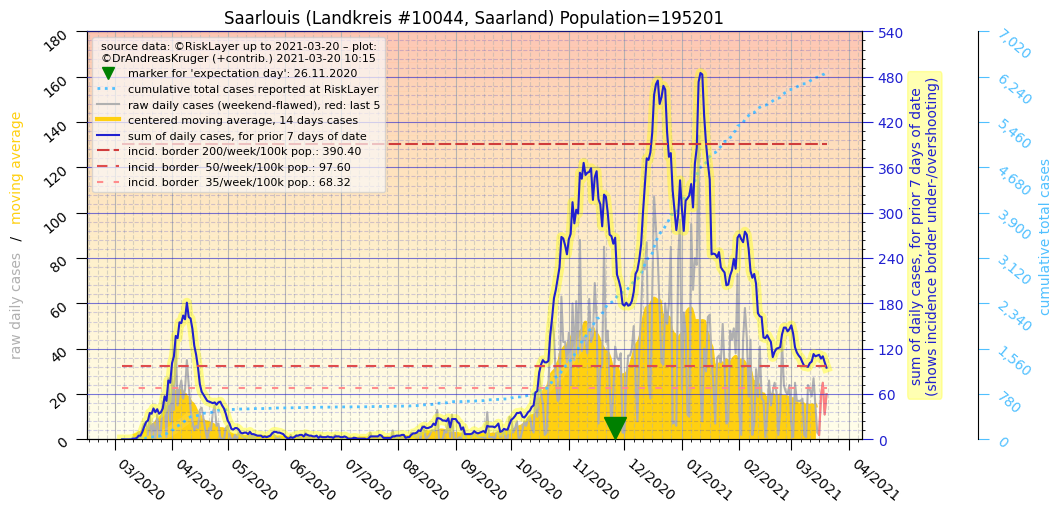 Saarlouis (Landkreis #10044, Saarland) Population=195201
source data: ©RiskLayer up to 2021-03-20 – plot:
©DrAndreasKruger (+contrib.) 2021-03-20 10:15
marker for 'expectation day': 26.11.2020
cumulative total cases reported at RiskLayer
raw daily cases (weekend-flawed), red: last 5
centered moving average, 14 days cases
sum of daily cases, for prior 7 days of date
incid. border 200/week/100k pop.: 390.40
incid. border  50/week/100k pop.: 97.60
incid. border  35/week/100k pop.: 68.32
raw daily cases / moving average
180
160
140
120
100
80
60
40
20
0
03/2020
04/2020
05/2020
06/2020
07/2020
08/2020
09/2020
10/2020
11/2020
12/2020
01/2021
02/2021
03/2021
04/2021
540
480
420
360
300
240
180
120
60
0
sum of daily cases, for prior 7 days of date
(shows incidence border under-/overshooting)
7,020
6,240
5,460
4,680
3,900
3,120
2,340
1,560
780
0
cumulative total cases